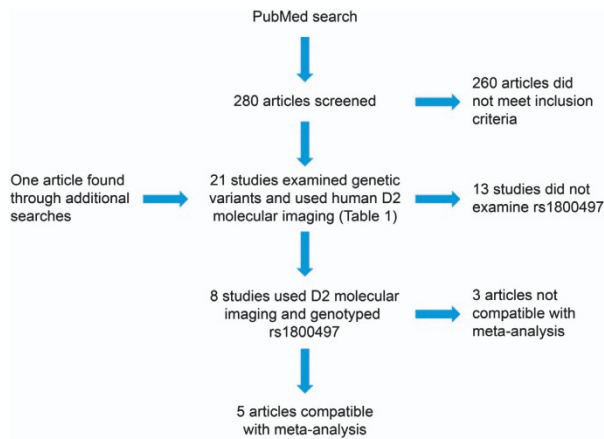 PubMed search
280 articles screened
260 articles did
not meet inclusion
criteria
One article found
through additional
searches
21 studies examined genetic
variants and used human D2
molecular imaging (Table 1)
13 studies did not
examine rs1800497
8 studies used D2 molecular
imaging and genotyped
rs1800497
3 articles not
compatible with
meta-analysis
5 articles compatible
with meta-analysis